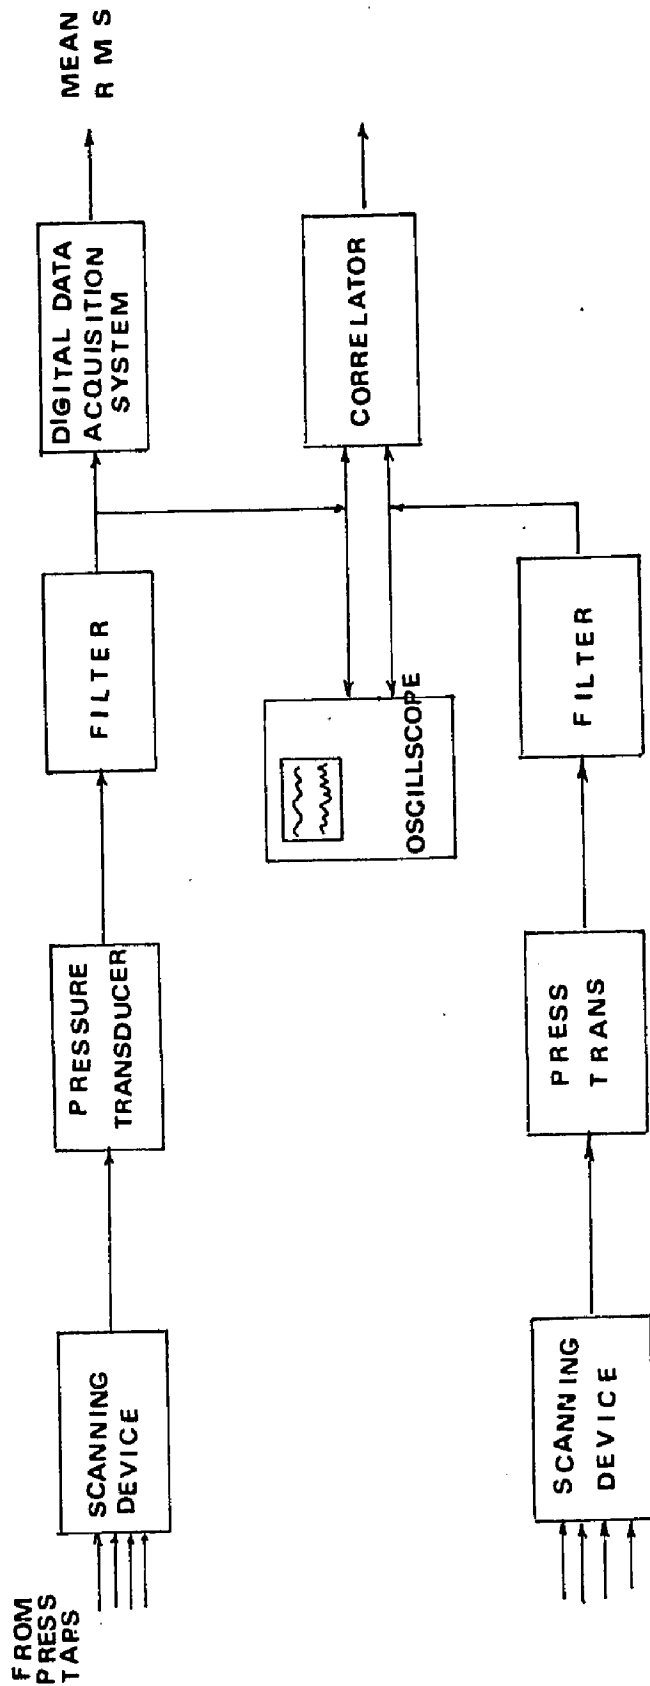 FROM
PRESS
TAPS
SCANNING
DEVICE
PRESSURE
TRANSDUCER
FILTER
DIGITAL DATA
ACQUISITION
SYSTEM
MEAN
RMS
OSCILLSCOPE
CORRELATOR
SCANNING
DEVICE
PRESS
TRANS
FILTER